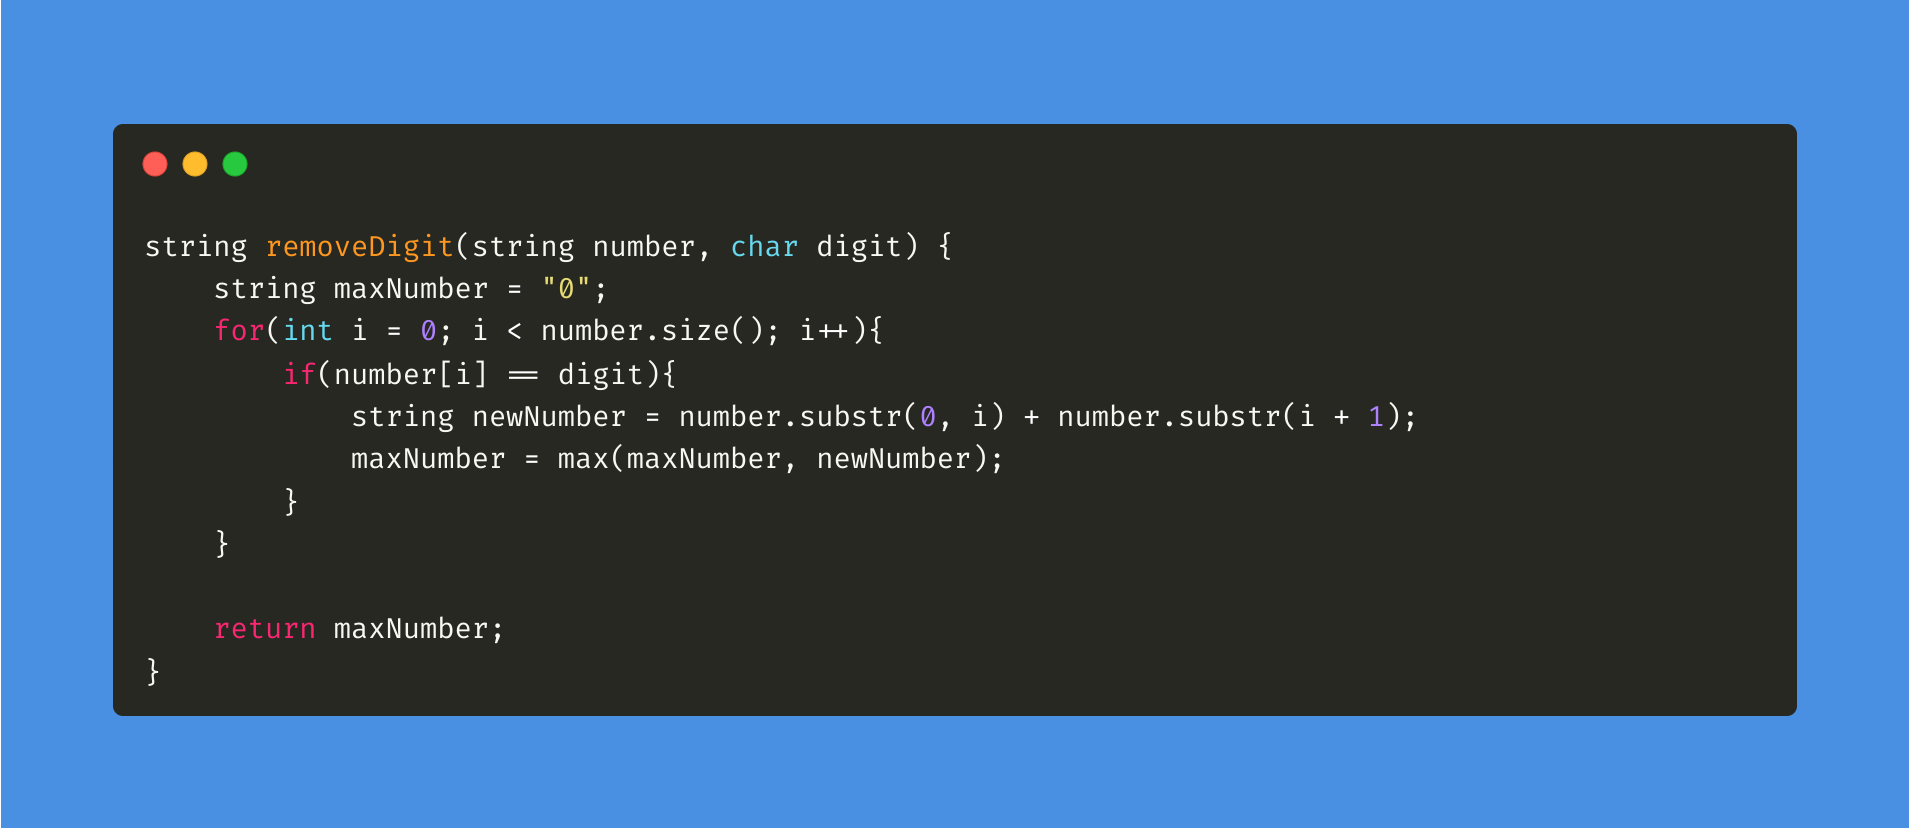 string removeDigit(string number, char digit) {
    string maxNumber = "0";
    for(int i = 0; i < number.size(); i++){
        if(number[i] == digit){
            string newNumber = number.substr(0, i) + number.substr(i + 1);
            maxNumber = max(maxNumber, newNumber);
        }
    }

    return maxNumber;
}